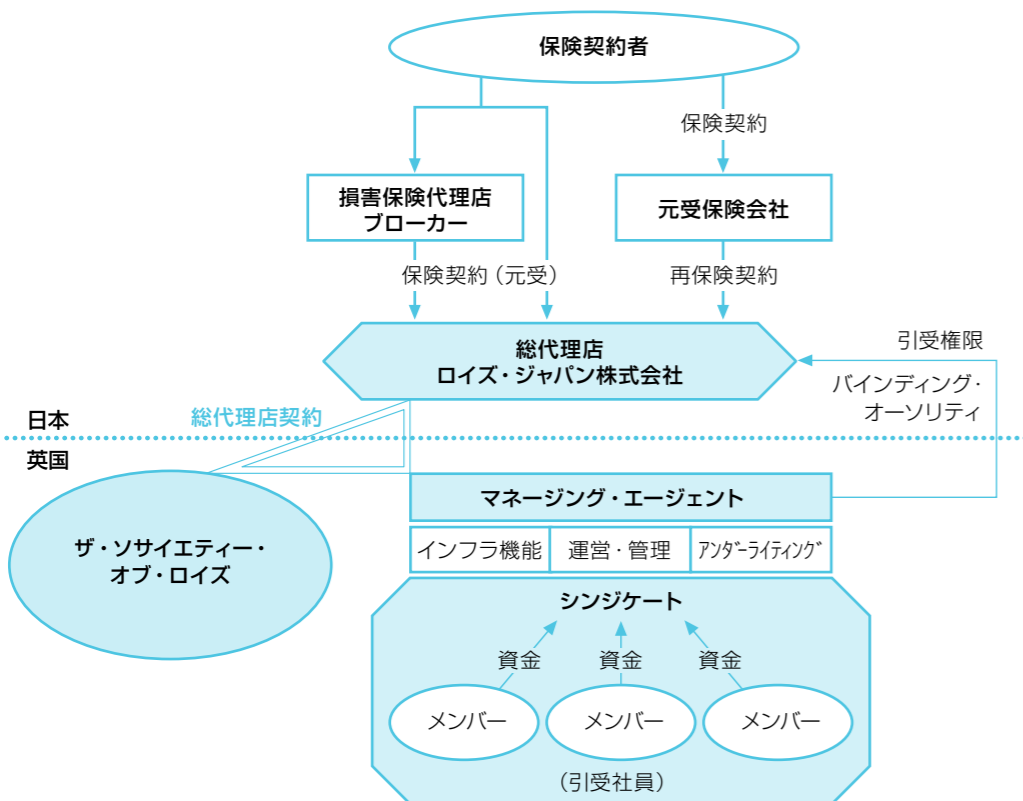 保険契約者
保険契約
損害保険代理店
ブローカー
元受保険会社
保険契約（元受）
再保険契約
総代理店
ロイズ・ジャパン株式会社
引受権限
バインディング・
オーソリティ
日本
総代理店契約
英国
ザ・ソサイエティー・
オブ・ロイズ
マネージング・エージェント
インフラ機能
運営・管理
アンダーライティング
シンジケート
資金
資金
資金
メンバー
メンバー
メンバー
（引受社員）